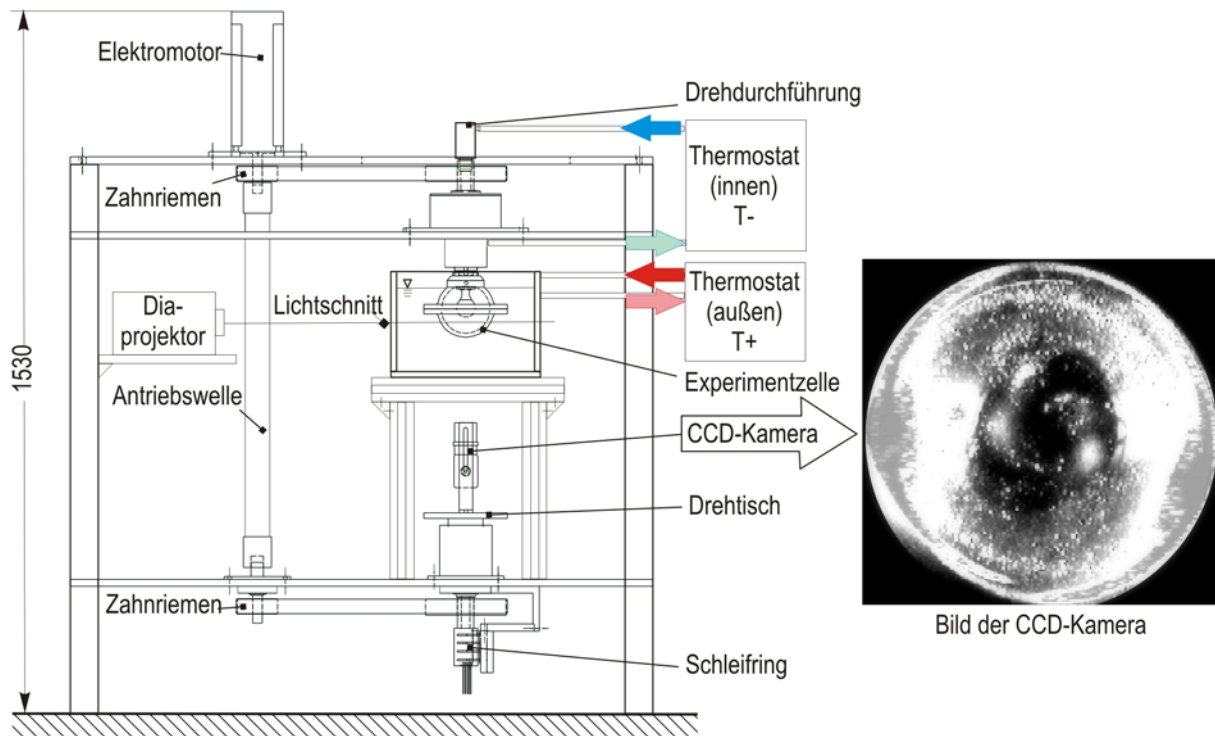 Elektromotor
Drehdurchführung
Thermostat
(innen)
T-
Zahnriemen
Thermostat
(außen)
T+
Lichtschnitt
Dia-
projektor
1530
Experimentzelle
Antriebswelle
CCD-Kamera
Drehtisch
Zahnriemen
Bild der CCD-Kamera
Schleifring